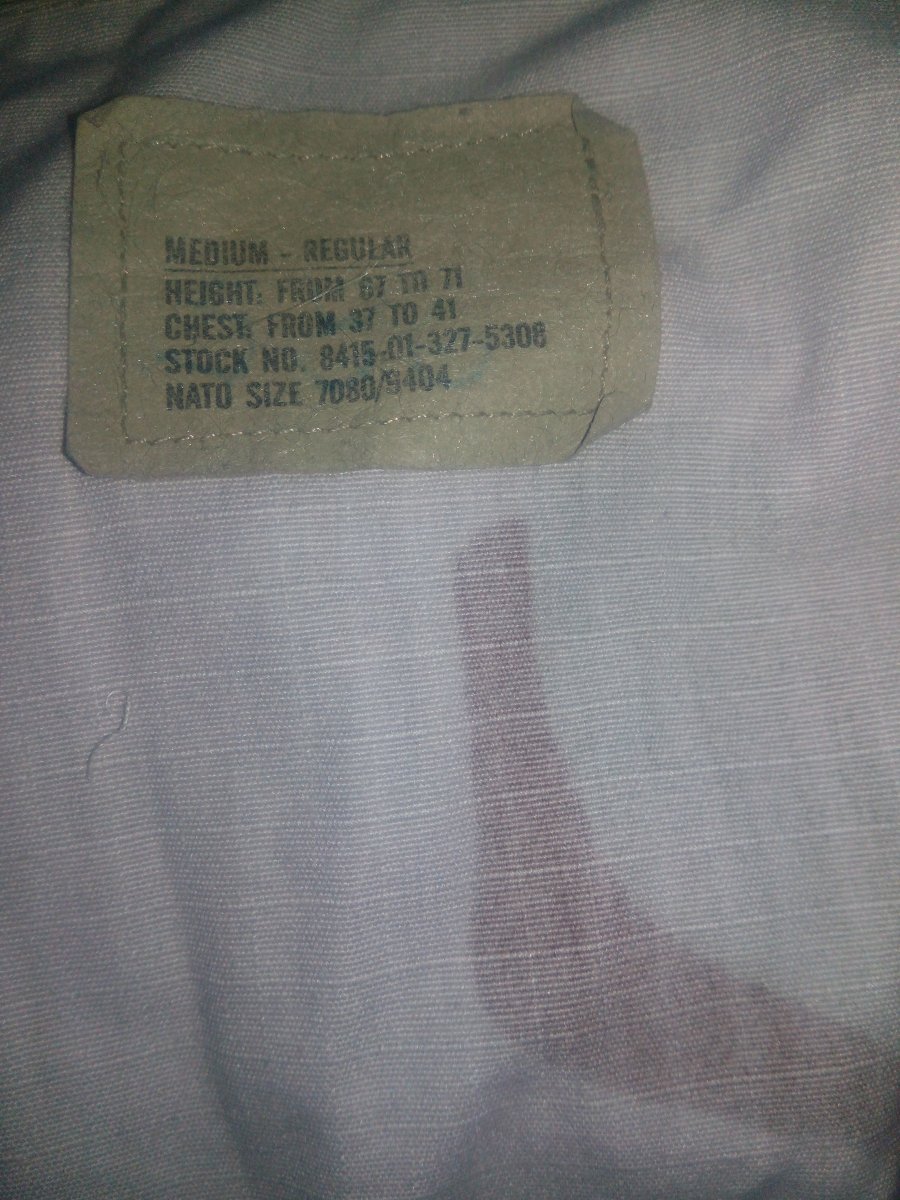 MEDIUM - REGULAR
HEIGHT: FROM 67 TO 71
CHEST: FROM 37 TO 41
STOCK NO. 8415-01-327-5308
NATO SIZE 7080/9404